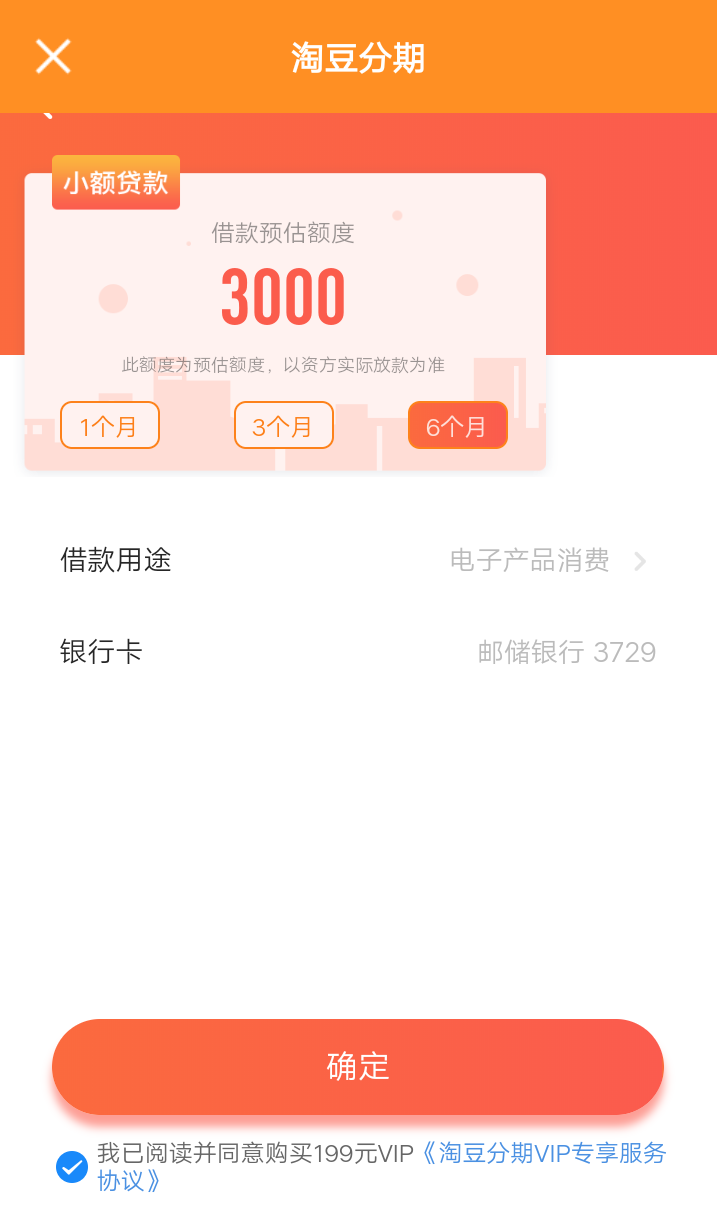 淘豆分期
小额贷款
借款预估额度
3000
此额度为预估额度，以资方实际放款为准
1个月 3个月 6个月
借款用途 电子产品消费
银行卡 邮储银行 3729
确定
我已阅读并同意购买199元VIP《淘豆分期VIP专享服务
协议》